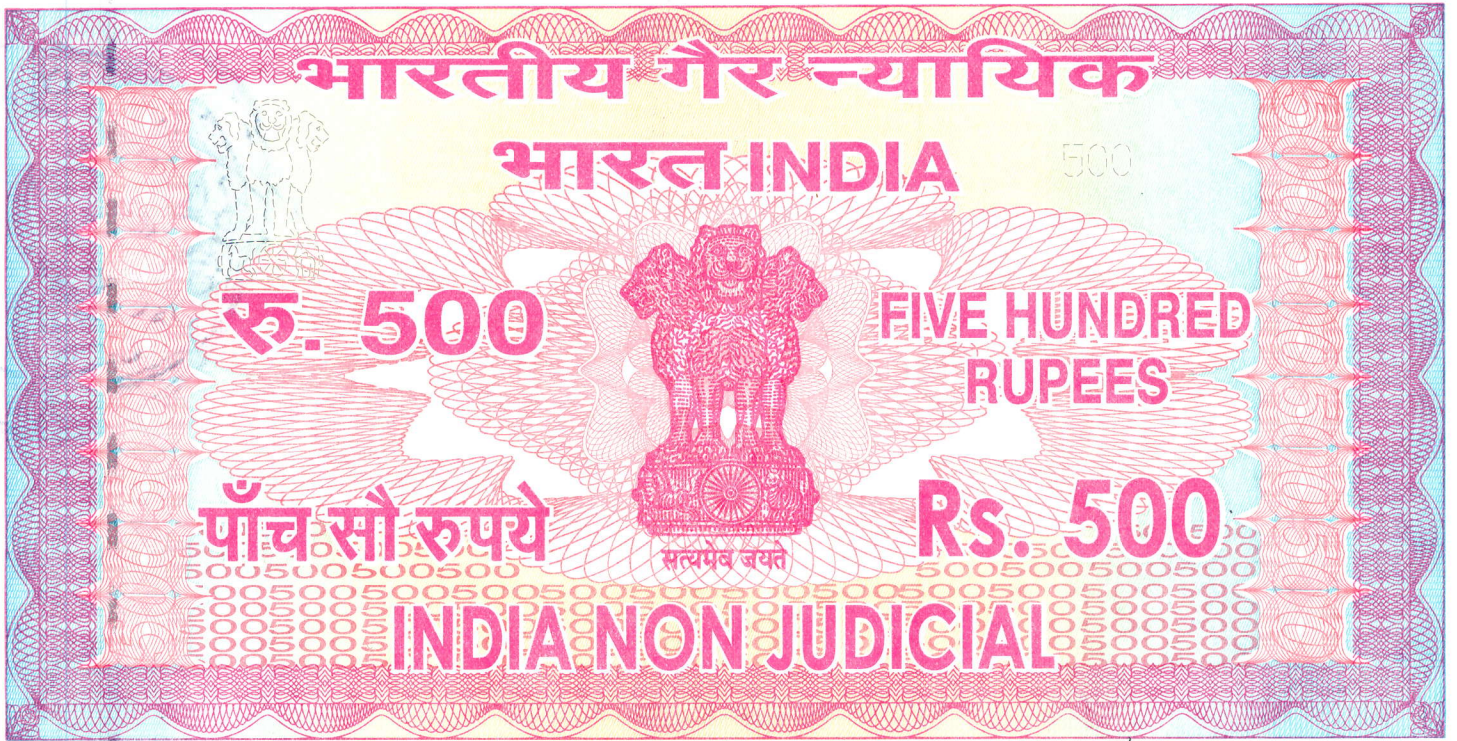 भारतीय गैर न्यायिक
भारत INDIA
500
रु. 500
FIVE HUNDRED
RUPEES
पाँच सौ रुपये
Rs. 500
सत्यमेव जयते
INDIA NON JUDICIAL